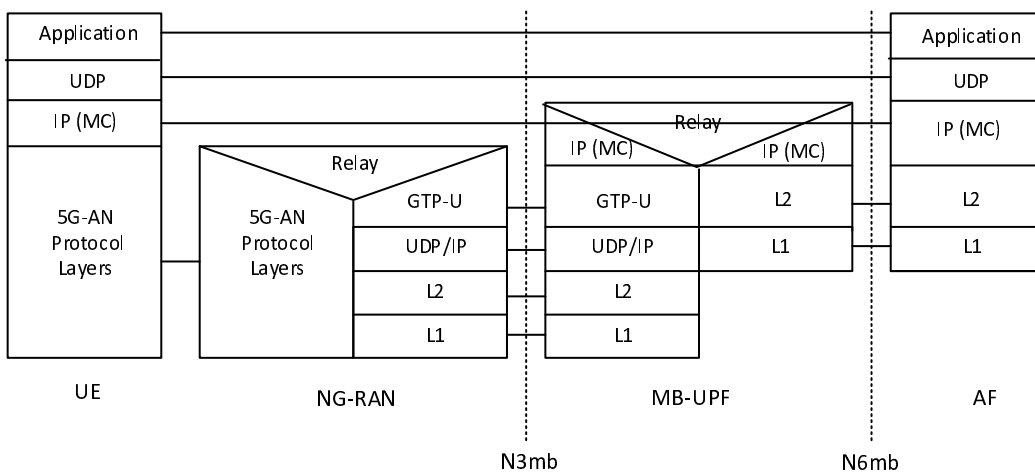 Application
UDP
IP (MC)
5G-AN
Protocol
Layers
UE
Relay
5G-AN
Protocol
Layers
GTP-U
UDP/IP
L2
L1
NG-RAN
N3mb
Relay
IP (MC)
IP (MC)
GTP-U
UDP/IP
L2
L1
L2
L1
MB-UPF
N6mb
Application
UDP
IP (MC)
L2
L1
AF